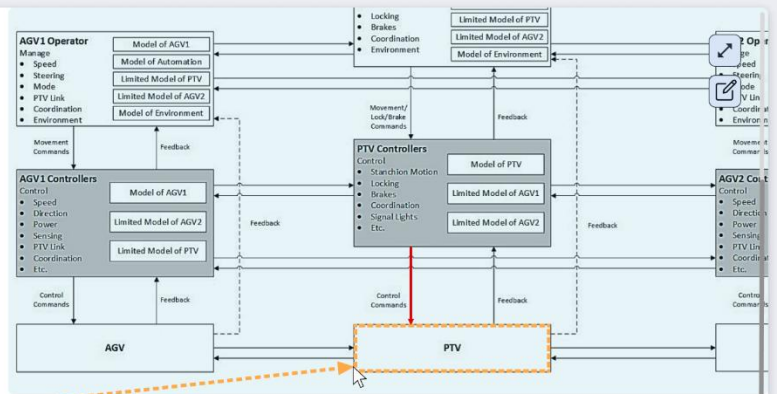 • Locking
• Brakes
• Coordination
• Environment
Limited Model of PTV
Limited Model of AGV2
Model of Environment
AGV1 Operator
Manage
• Speed
• Steering
• Mode
• PTV Link
• Coordination
• Environment
Model of AGV1
Model of Automation
Limited Model of PTV
Limited Model of AGV2
Model of Environment
Movement
Commands
Feedback
Movement/
Lock/Brake
Commands
Feedback
Movement
AGV1 Controllers
Control
• Speed
• Direction
• Power
• Sensing
• PTV Link
• Coordination
• Etc.
Model of AGV1
Limited Model of AGV2
Limited Model of PTV
Feedback
PTV Controllers
Control
• Stanchion Motion
• Locking
• Brakes
• Coordination
• Signal Lights
• Etc.
Model of PTV
Limited Model of AGV1
Limited Model of AGV2
Feedback
AGV2
Control
• Speed
• Power
• Sensing
• Etc.
Control
Commands
Feedback
Control
Commands
Feedback
Control
AGV
PTV